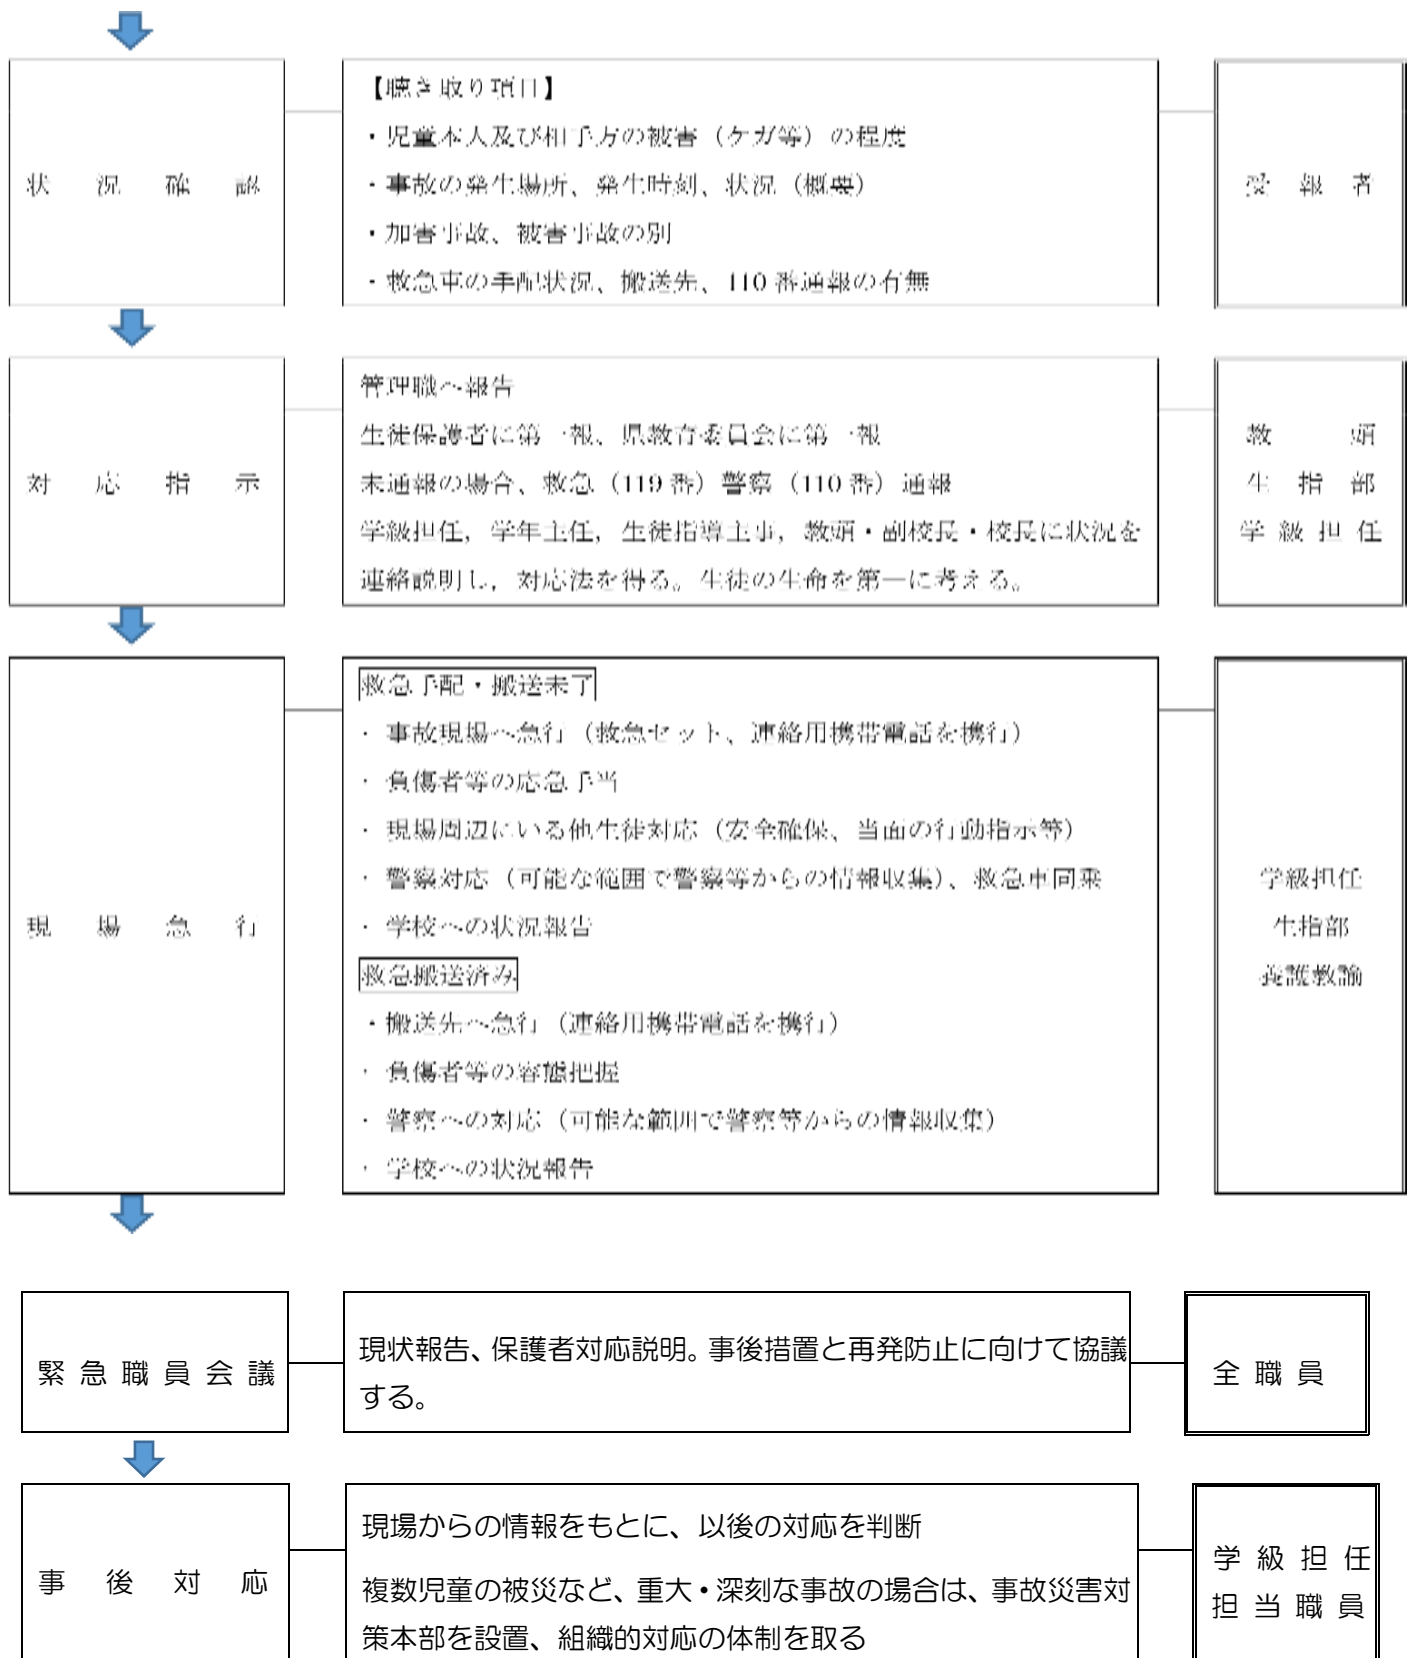 状況確認
【聴き取り項目】
・児童本人及び相手方の被害（ケガ等）の程度
・事故の発生場所、発生時刻、状況（概要）
・加害事故、被害事故の別
・救急車の手配状況、搬送先、110 番通報の有無
受報者
対応指示
管理職へ報告
生徒保護者に第一報、県教育委員会に第一報
未通報の場合、救急（119 番）警察（110 番）通報
学級担任，学年主任，生徒指導主事，教頭・副校長・校長に状況を
連絡説明し，対応法を得る。生徒の生命を第一に考える。
教頭
生指部
学級担任
現場急行
救急手配・搬送未了
・ 事故現場へ急行（救急セット、連絡用携帯電話を携行）
・ 負傷者等の応急手当
・ 現場周辺にいる他生徒対応（安全確保、当面の行動指示等）
・ 警察対応（可能な範囲で警察等からの情報収集）、救急車同乗
・ 学校への状況報告
救急搬送済み
・搬送先へ急行（連絡用携帯電話を携行）
・ 負傷者等の容態把握
・ 警察への対応（可能な範囲で警察等からの情報収集）
・ 学校への状況報告
学級担任
生指部
養護教諭
緊急職員会議
現状報告、保護者対応説明。事後措置と再発防止に向けて協議
する。
全職員
事後対応
現場からの情報をもとに、以後の対応を判断
複数児童の被災など、重大・深刻な事故の場合は、事故災害対
策本部を設置、組織的対応の体制を取る
学級担任
担当職員